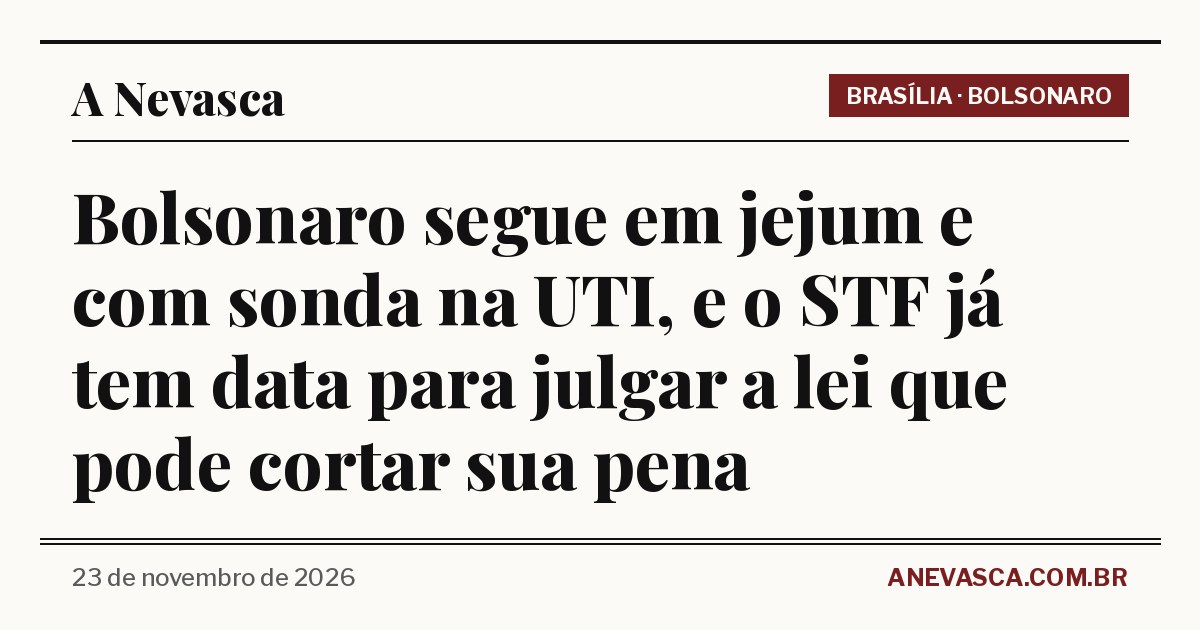 A Nevasca
BRASÍLIA · BOLSONARO
Bolsonaro segue em jejum e
com sonda na UTI, e o STF já
tem data para julgar a lei que
pode cortar sua pena
23 de novembro de 2026
ANEVASCA.COM.BR